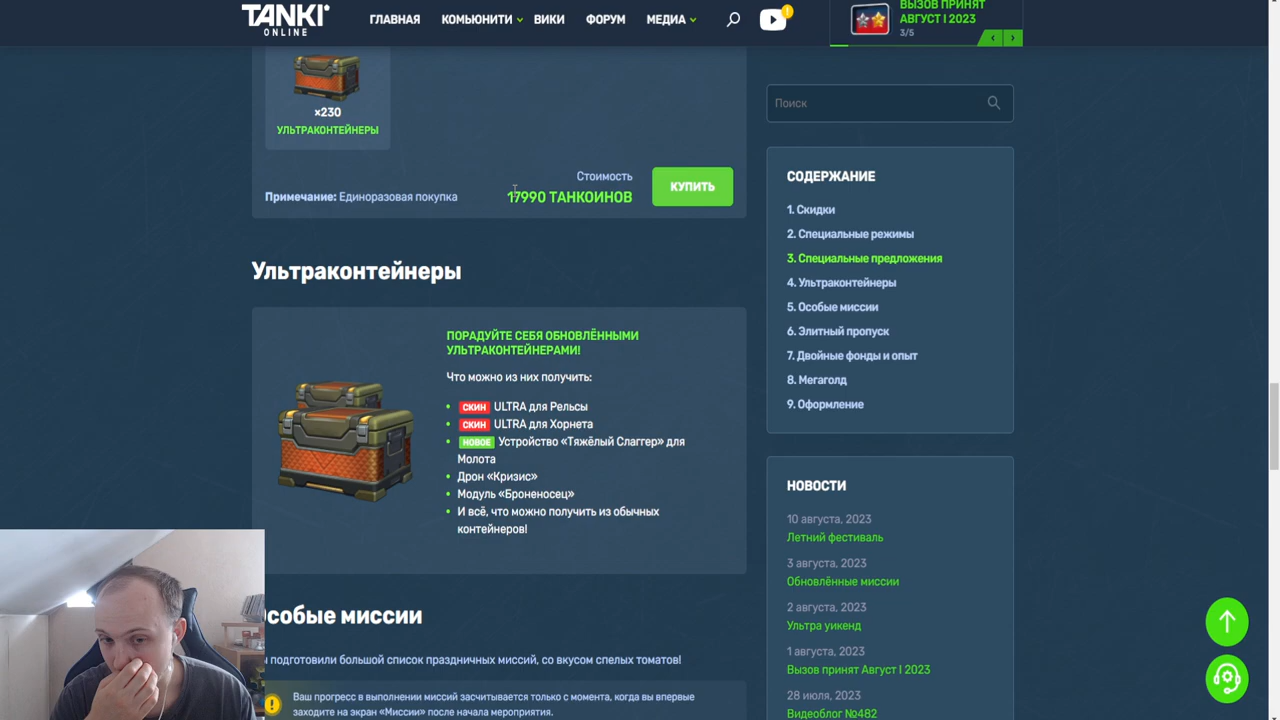 TANKI
ONLINE
ГЛАВНАЯ
КОМЬЮНИТИ
ВИКИ
ФОРУМ
МЕДИА
!
ВЫЗОВ ПРИНЯТ
АВГУСТ I 2023
3/5
×230
УЛЬТРАКОНТЕЙНЕРЫ
Стоимость
Примечание: Единоразовая покупка
17990 ТАНКОИНОВ
КУПИТЬ
Ультраконтейнеры
ПОРАДУЙТЕ СЕБЯ ОБНОВЛЁННЫМИ
УЛЬТРАКОНТЕЙНЕРАМИ!
Что можно из них получить:
СКИН ULTRA для Рельсы
СКИН ULTRA для Хорнета
НОВОЕ Устройство «Тяжёлый Слаггер» для
Молота
Дрон «Кризис»
Модуль «Броненосец»
И всё, что можно получить из обычных
контейнеров!
особые миссии
подготовили большой список праздничных миссий, со вкусом спелых томатов!
Ваш прогресс в выполнении миссий засчитывается только с момента, когда вы впервые
заходите на экран «Миссии» после начала мероприятия.
Поиск
СОДЕРЖАНИЕ
1. Скидки
2. Специальные режимы
3. Специальные предложения
4. Ультраконтейнеры
5. Особые миссии
6. Элитный пропуск
7. Двойные фонды и опыт
8. Мегаголд
9. Оформление
НОВОСТИ
10 августа, 2023
Летний фестиваль
3 августа, 2023
Обновлённые миссии
2 августа, 2023
Ультра уикенд
1 августа, 2023
Вызов принят Август I 2023
28 июля, 2023
Видеоблог №482